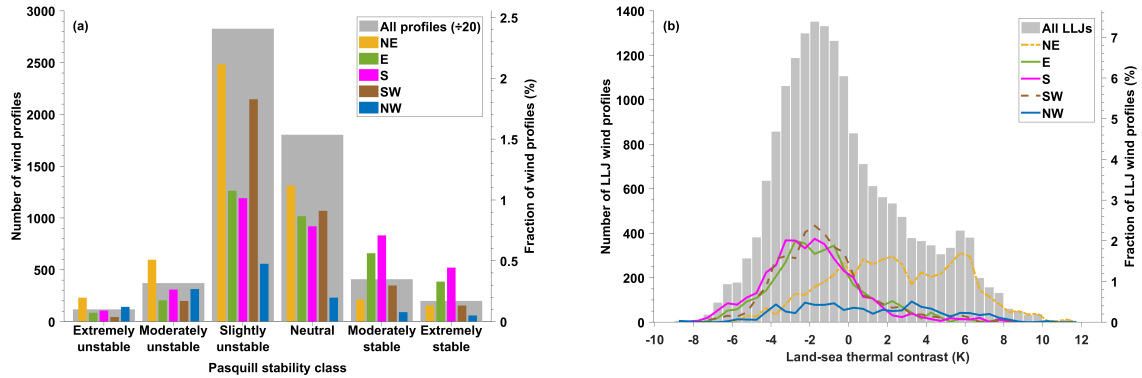 (a)
All profiles (÷20)
NE
E
S
SW
NW
Number of wind profiles
3000
2500
2000
1500
1000
500
0
Fraction of wind profiles (%)
2.5
2
1.5
1
0.5
0
Extremely unstable
Moderately unstable
Slightly unstable
Neutral
Moderately stable
Extremely stable
Pasquill stability class
(b)
All LLJs
NE
E
S
SW
NW
Number of LLJ wind profiles
1400
1200
1000
800
600
400
200
0
Fraction of LLJ wind profiles (%)
7
6
5
4
3
2
1
0
-10 -8 -6 -4 -2 0 2 4 6 8 10 12
Land-sea thermal contrast (K)